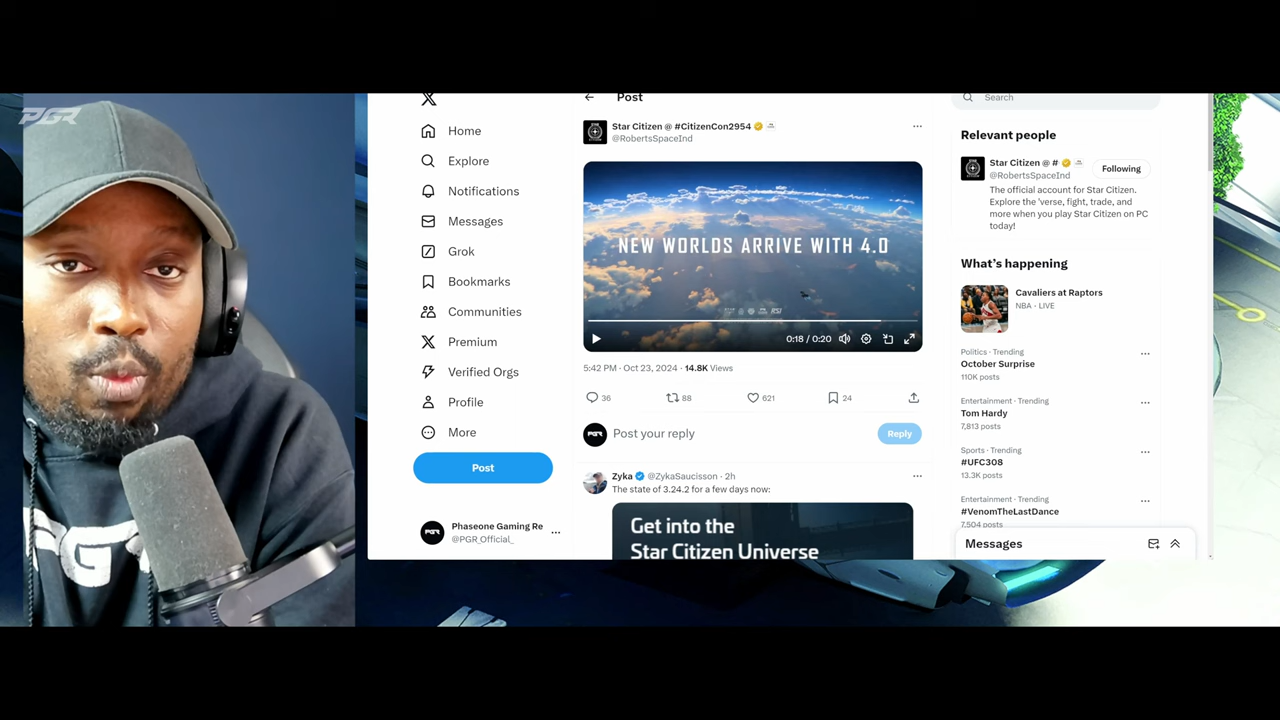 PGR
Home
Explore
Notifications
Messages
Grok
Bookmarks
Communities
Premium
Verified Orgs
Profile
More
Post
Phaseone Gaming Re
@PGR_Official_
Post
Star Citizen @ #CitizenCon2954
@RobertsSpaceInd
NEW WORLDS ARRIVE WITH 4.0
0:18 / 0:20
5:42 PM · Oct 23, 2024 · 14.8K Views
36 88 621 24
PGR Post your reply Reply
Zyka @ZykaSaucisson · 2h
The state of 3.24.2 for a few days now:
Get into the
Star Citizen Universe
Search
Relevant people
Star Citizen @ #
@RobertsSpaceInd
Following
The official account for Star Citizen.
Explore the 'verse, fight, trade, and
more when you play Star Citizen on PC
today!
What's happening
Cavaliers at Raptors
NBA · LIVE
Politics · Trending
October Surprise
110K posts
Entertainment · Trending
Tom Hardy
7,813 posts
Sports · Trending
#UFC308
13.3K posts
Entertainment · Trending
#VenomTheLastDance
7,504 posts
Messages